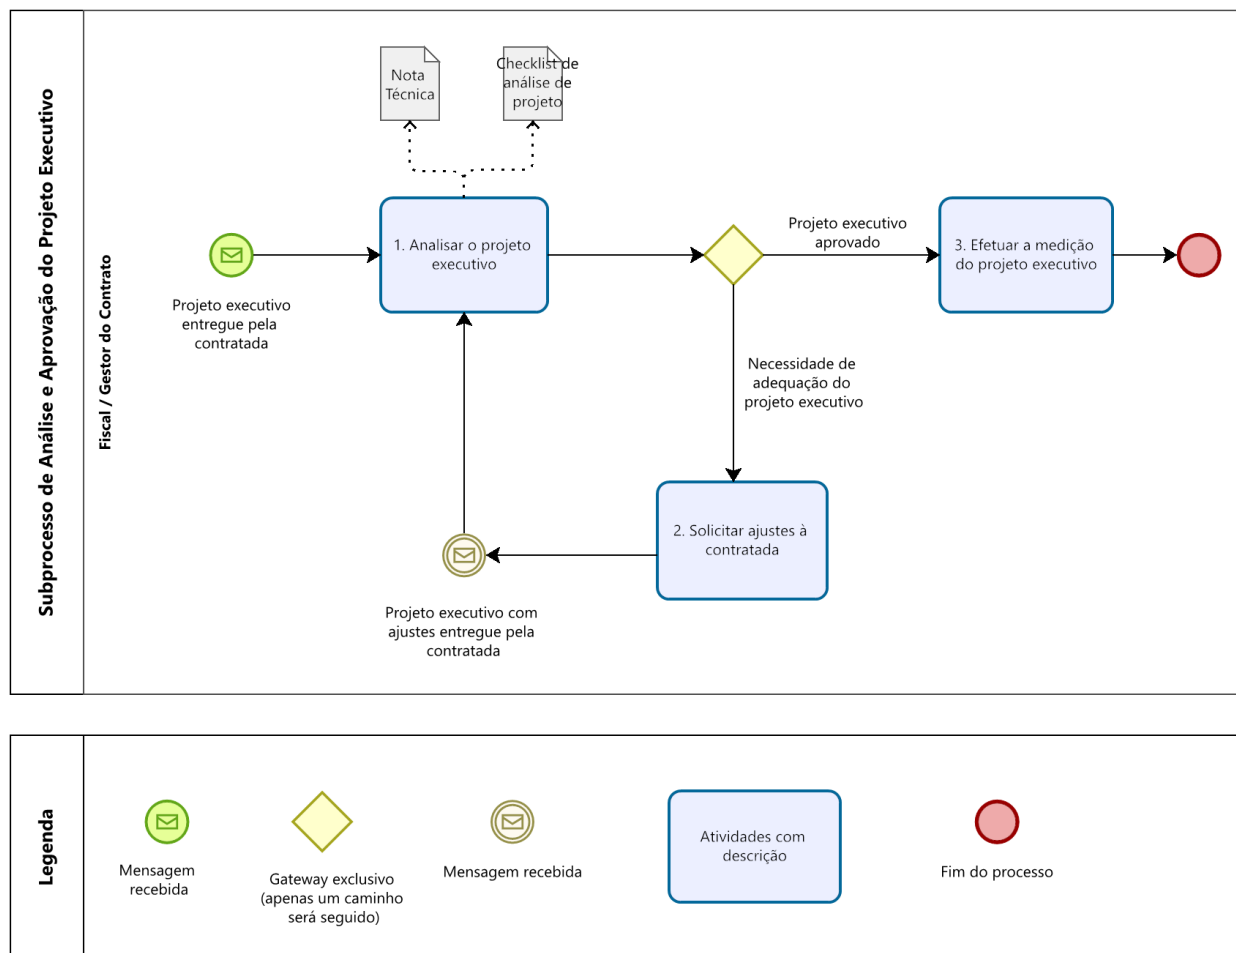 Subprocesso de Análise e Aprovação do Projeto Executivo
Fiscal / Gestor do Contrato
Nota
Técnica
Checklist de
análise de
projeto
Projeto executivo
entregue pela
contratada
1. Analisar o projeto
executivo
Projeto executivo
aprovado
3. Efetuar a medição
do projeto executivo
Necessidade de
adequação do
projeto executivo
2. Solicitar ajustes à
contratada
Projeto executivo com
ajustes entregue pela
contratada
Legenda
Mensagem
recebida
Gateway exclusivo
(apenas um caminho
será seguido)
Mensagem recebida
Atividades com
descrição
Fim do processo